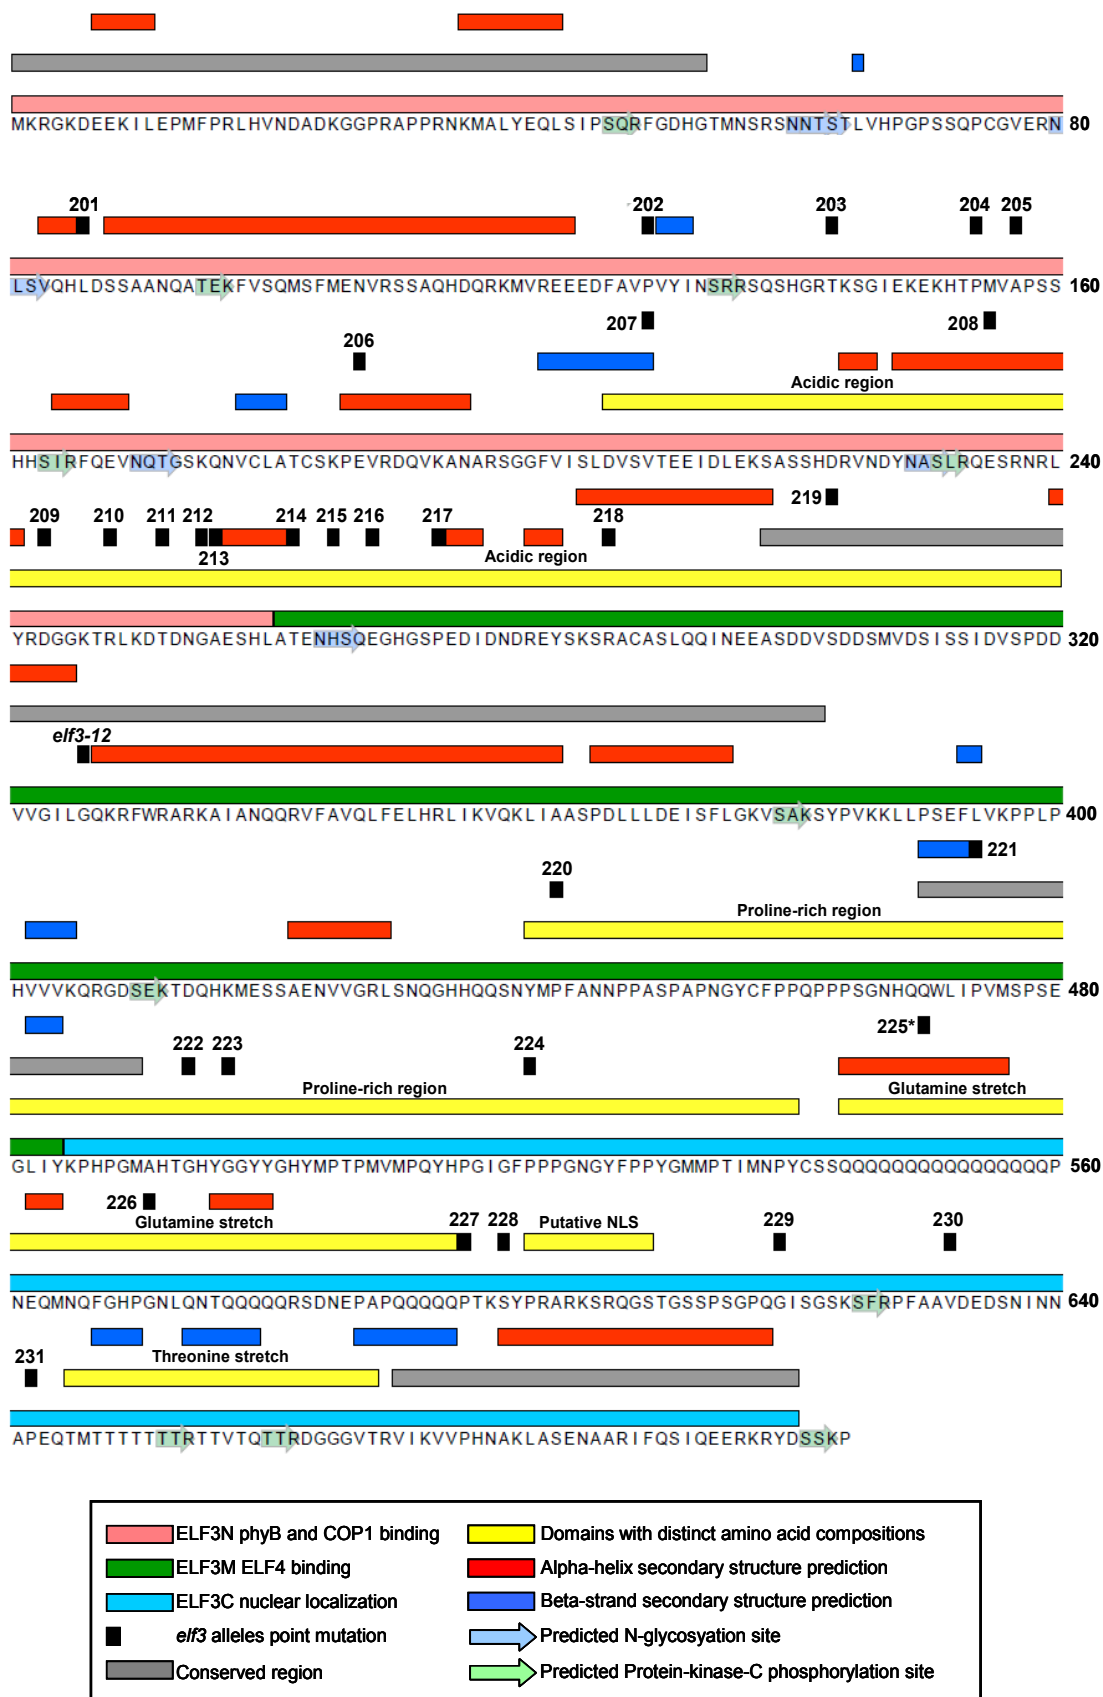 MKRGKDEEKILEPMFPRLHVNDADKGGPRAPPRNKMALYEQLSIPSQRFGDHGTMNSRSNNTSTLVHPGPSSQPCGVERN 80
201 202 203 204 205
LSVQHLDSSAANQATEKFVSQMSFMENVRSSAQHDQRKMVREEEDFAVPVYINSRRSQSHGRTKSGIEKEKHTPMVAPSS 160
207 208
206
Acidic region
HHSIRFQEVNQTGSKQNVCLATCSKPEVRDQVKANARSGGFVISLDVSVTEEIDLEKSASSHDRVNDYNASLRQESRNRL 240
219
209 210 211 212 214 215 216 217 218
213 Acidic region
YRDGGKTRLKDTDNGAESHLATENHSQEGHGSPEDIDNDREYSKSRACASLQQINEEASDDVSDDSMVDSISSIDVSPDD 320
elf3-12
VVGILGQKRFWRARKAIANQQRVFAVQLFELHRLIKVQKLIAASPDLLLDEISFLGKVSAKSYPVKKLLPSEFLVKPPLP 400
221
220
Proline-rich region
HVVVKQRGDSEKTDQHKMESSAENVVGRLSNQGHHQQSNYMPFANNPPASPAPNGYCFPPQPPPSGNHQQWLIPVMSPSE 480
225*
222 223 224
Proline-rich region Glutamine stretch
GLIYKPHPGMAHTGHYGGYYGHYMPTPMVMPQYHPGIGFPPPGNGYFPPYGMMPTIMNPYCSSQQQQQQQQQQQQQQQQP 560
226
Glutamine stretch 227 228 Putative NLS 229 230
NEQMNQFGHPGNLQNTQQQQQRSDNEPAPQQQQQPTKSYPRARKSRQGSTGSSPSGPQGISGSKSFRPFAAVDEDSNINN 640
231 Threonine stretch
APEQTMTTTTTTTRTTVTQTTRDGGGVTRVIKVVPHNAKLASENAARIFQSIQEERKRYDSSKP
ELF3N phyB and COP1 binding
ELF3M ELF4 binding
ELF3C nuclear localization
elf3 alleles point mutation
Conserved region
Domains with distinct amino acid compositions
Alpha-helix secondary structure prediction
Beta-strand secondary structure prediction
Predicted N-glycosyation site
Predicted Protein-kinase-C phosphorylation site